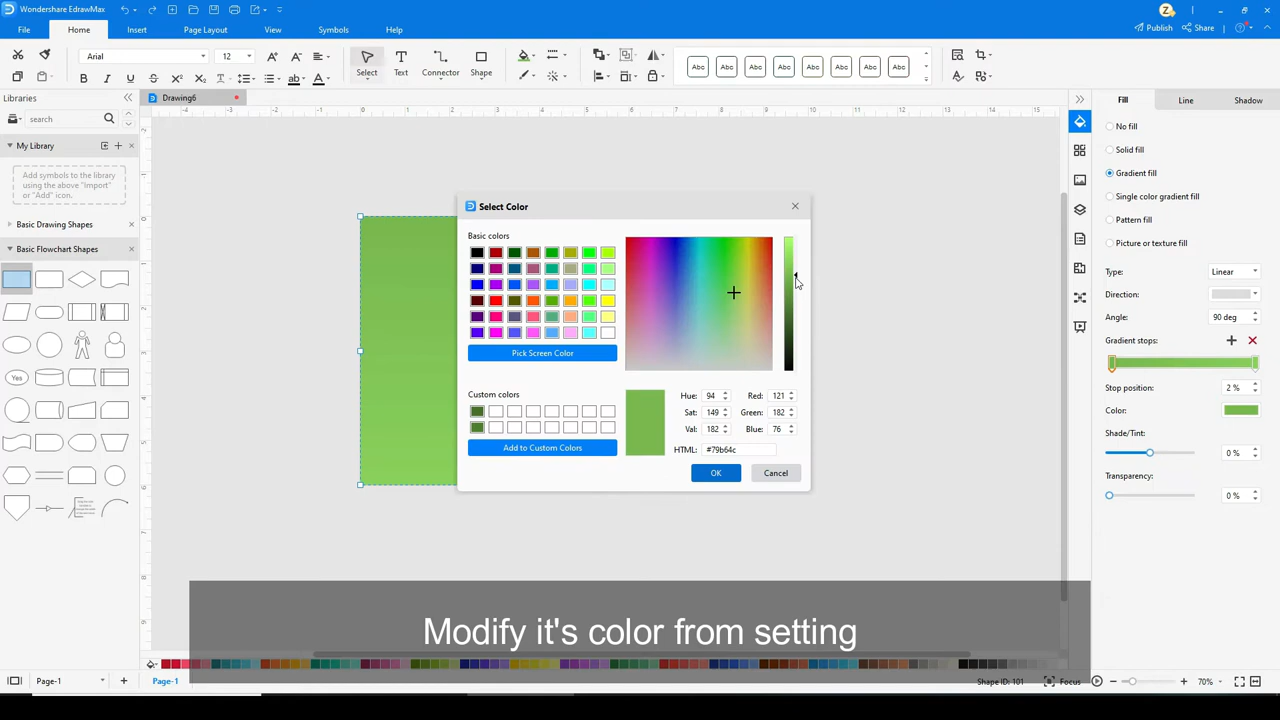 Wondershare EdrawMax
Z
File Home Insert Page Layout View Symbols Help
Publish Share
Arial 12
Select Text Connector Shape
Abc Abc Abc Abc Abc Abc Abc Abc
Libraries
Drawing6
Fill Line Shadow
search
My Library
Add symbols to the library
using the above "Import"
or "Add" icon.
Basic Drawing Shapes
Basic Flowchart Shapes
Yes
Select Color
Basic colors
Pick Screen Color
Custom colors
Add to Custom Colors
Hue: 94 Red: 121
Sat: 149 Green: 182
Val: 182 Blue: 76
HTML: #79b64c
OK Cancel
No fill
Solid fill
Gradient fill
Single color gradient fill
Pattern fill
Picture or texture fill
Type: Linear
Direction:
Angle: 90 deg
Gradient stops:
Stop position: 2 %
Color:
Shade/Tint:
0 %
Transparency:
0 %
Modify it's color from setting
Page-1 Page-1 Shape ID: 101 Focus 70%